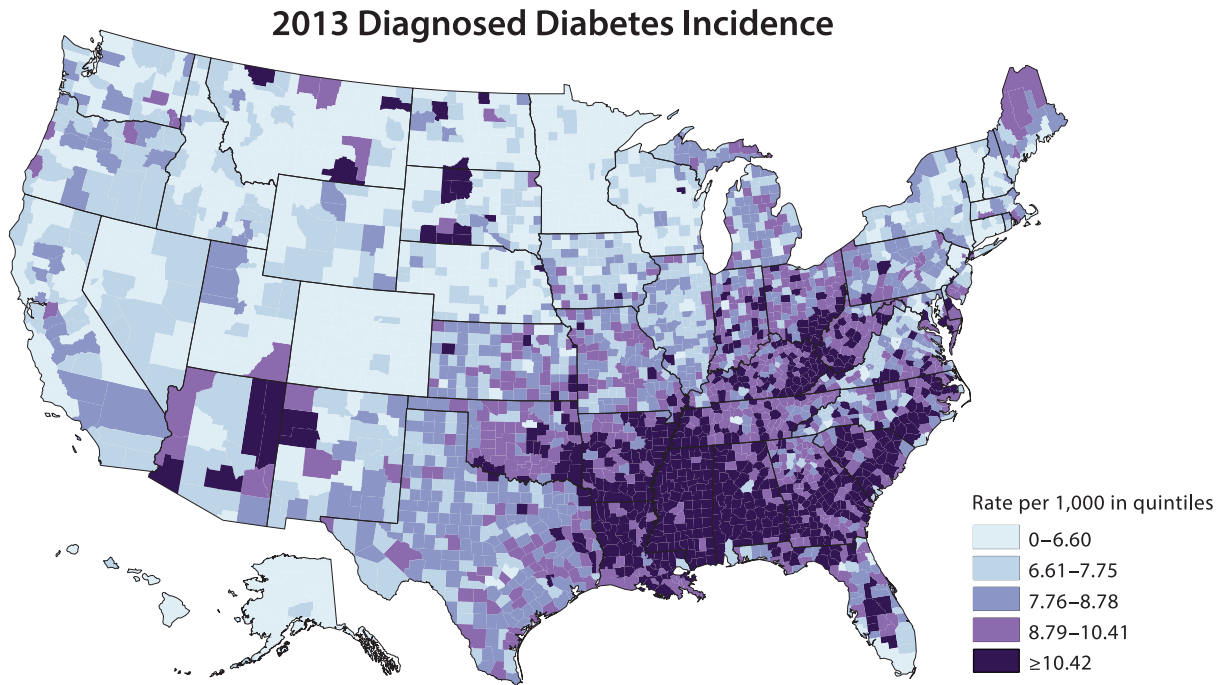 2013 Diagnosed Diabetes Incidence
Rate per 1,000 in quintiles
0–6.60
6.61–7.75
7.76–8.78
8.79–10.41
≥10.42